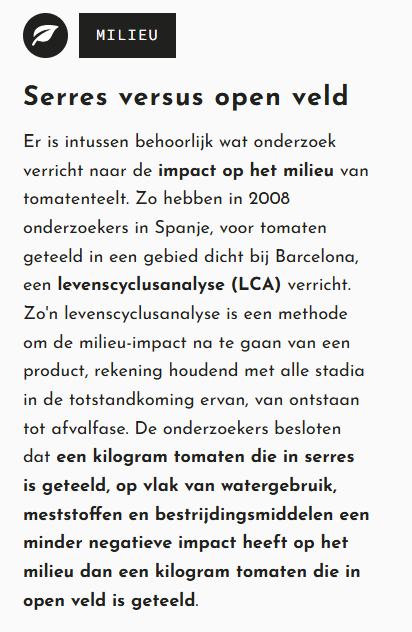 MILIEU
Serres versus open veld
Er is intussen behoorlijk wat onderzoek
verricht naar de impact op het milieu van
tomatenteelt. Zo hebben in 2008
onderzoekers in Spanje, voor tomaten
geteeld in een gebied dicht bij Barcelona,
een levenscyclusanalyse (LCA) verricht.
Zo'n levenscyclusanalyse is een methode
om de milieu-impact na te gaan van een
product, rekening houdend met alle stadia
in de totstandkoming ervan, van ontstaan
tot afvalfase. De onderzoekers besloten
dat een kilogram tomaten die in serres
is geteeld, op vlak van watergebruik,
meststoffen en bestrijdingsmiddelen een
minder negatieve impact heeft op het
milieu dan een kilogram tomaten die in
open veld is geteeld.